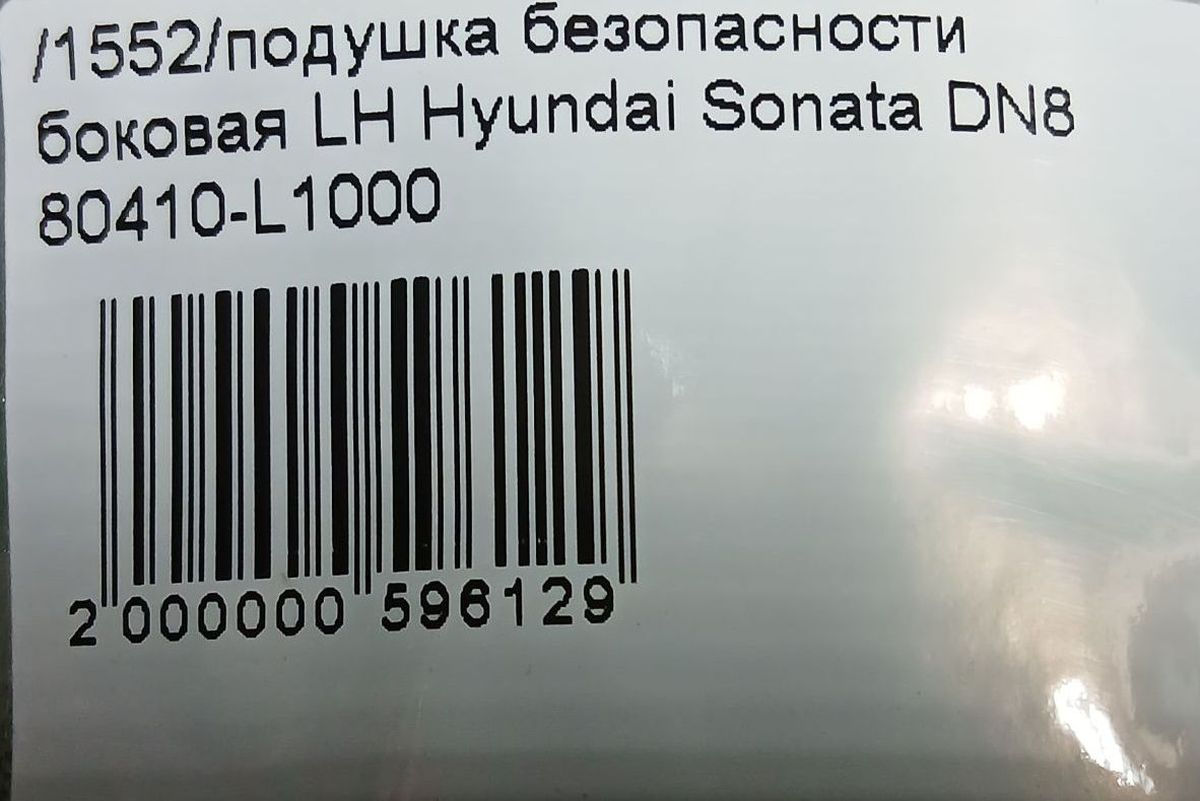 /1552/подушка безопасности
боковая LH Hyundai Sonata DN8
80410-L1000
2 000000 596129